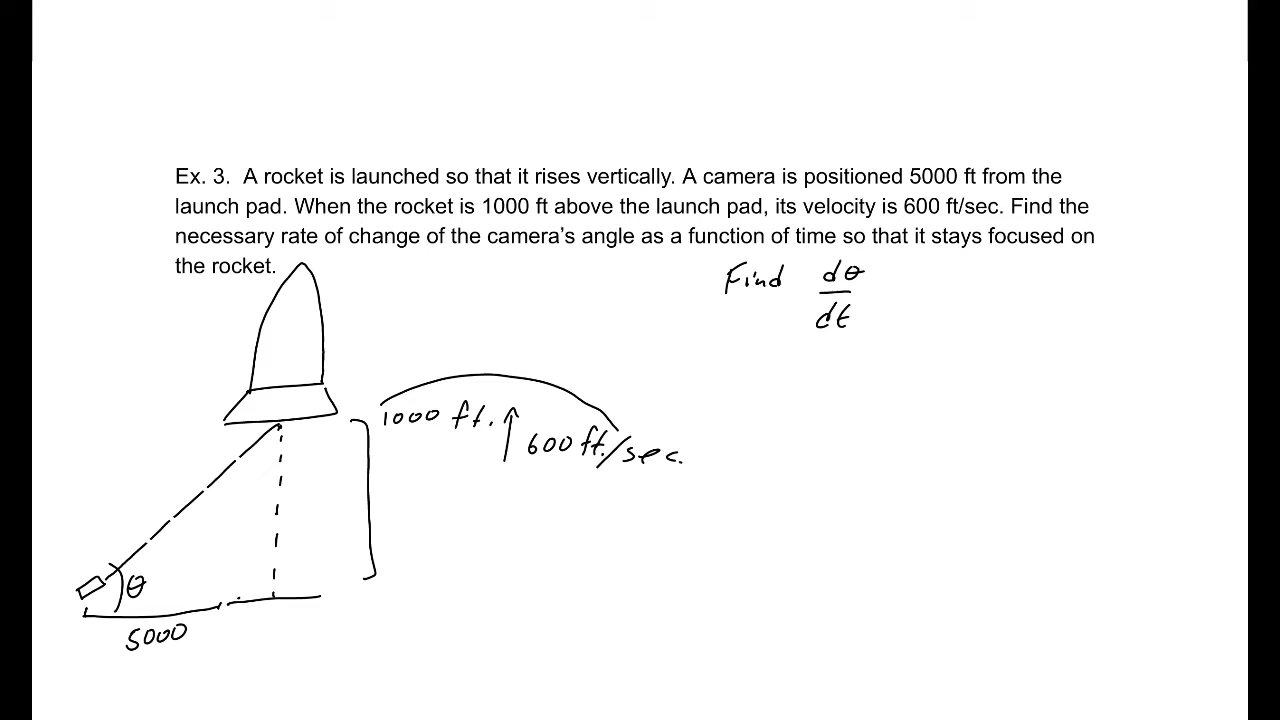 Ex. 3.  A rocket is launched so that it rises vertically. A camera is positioned 5000 ft from the
launch pad. When the rocket is 1000 ft above the launch pad, its velocity is 600 ft/sec. Find the
necessary rate of change of the camera's angle as a function of time so that it stays focused on
the rocket.
Find dθ/dt
1000 ft. ↑ 600 ft./sec.
θ
5000